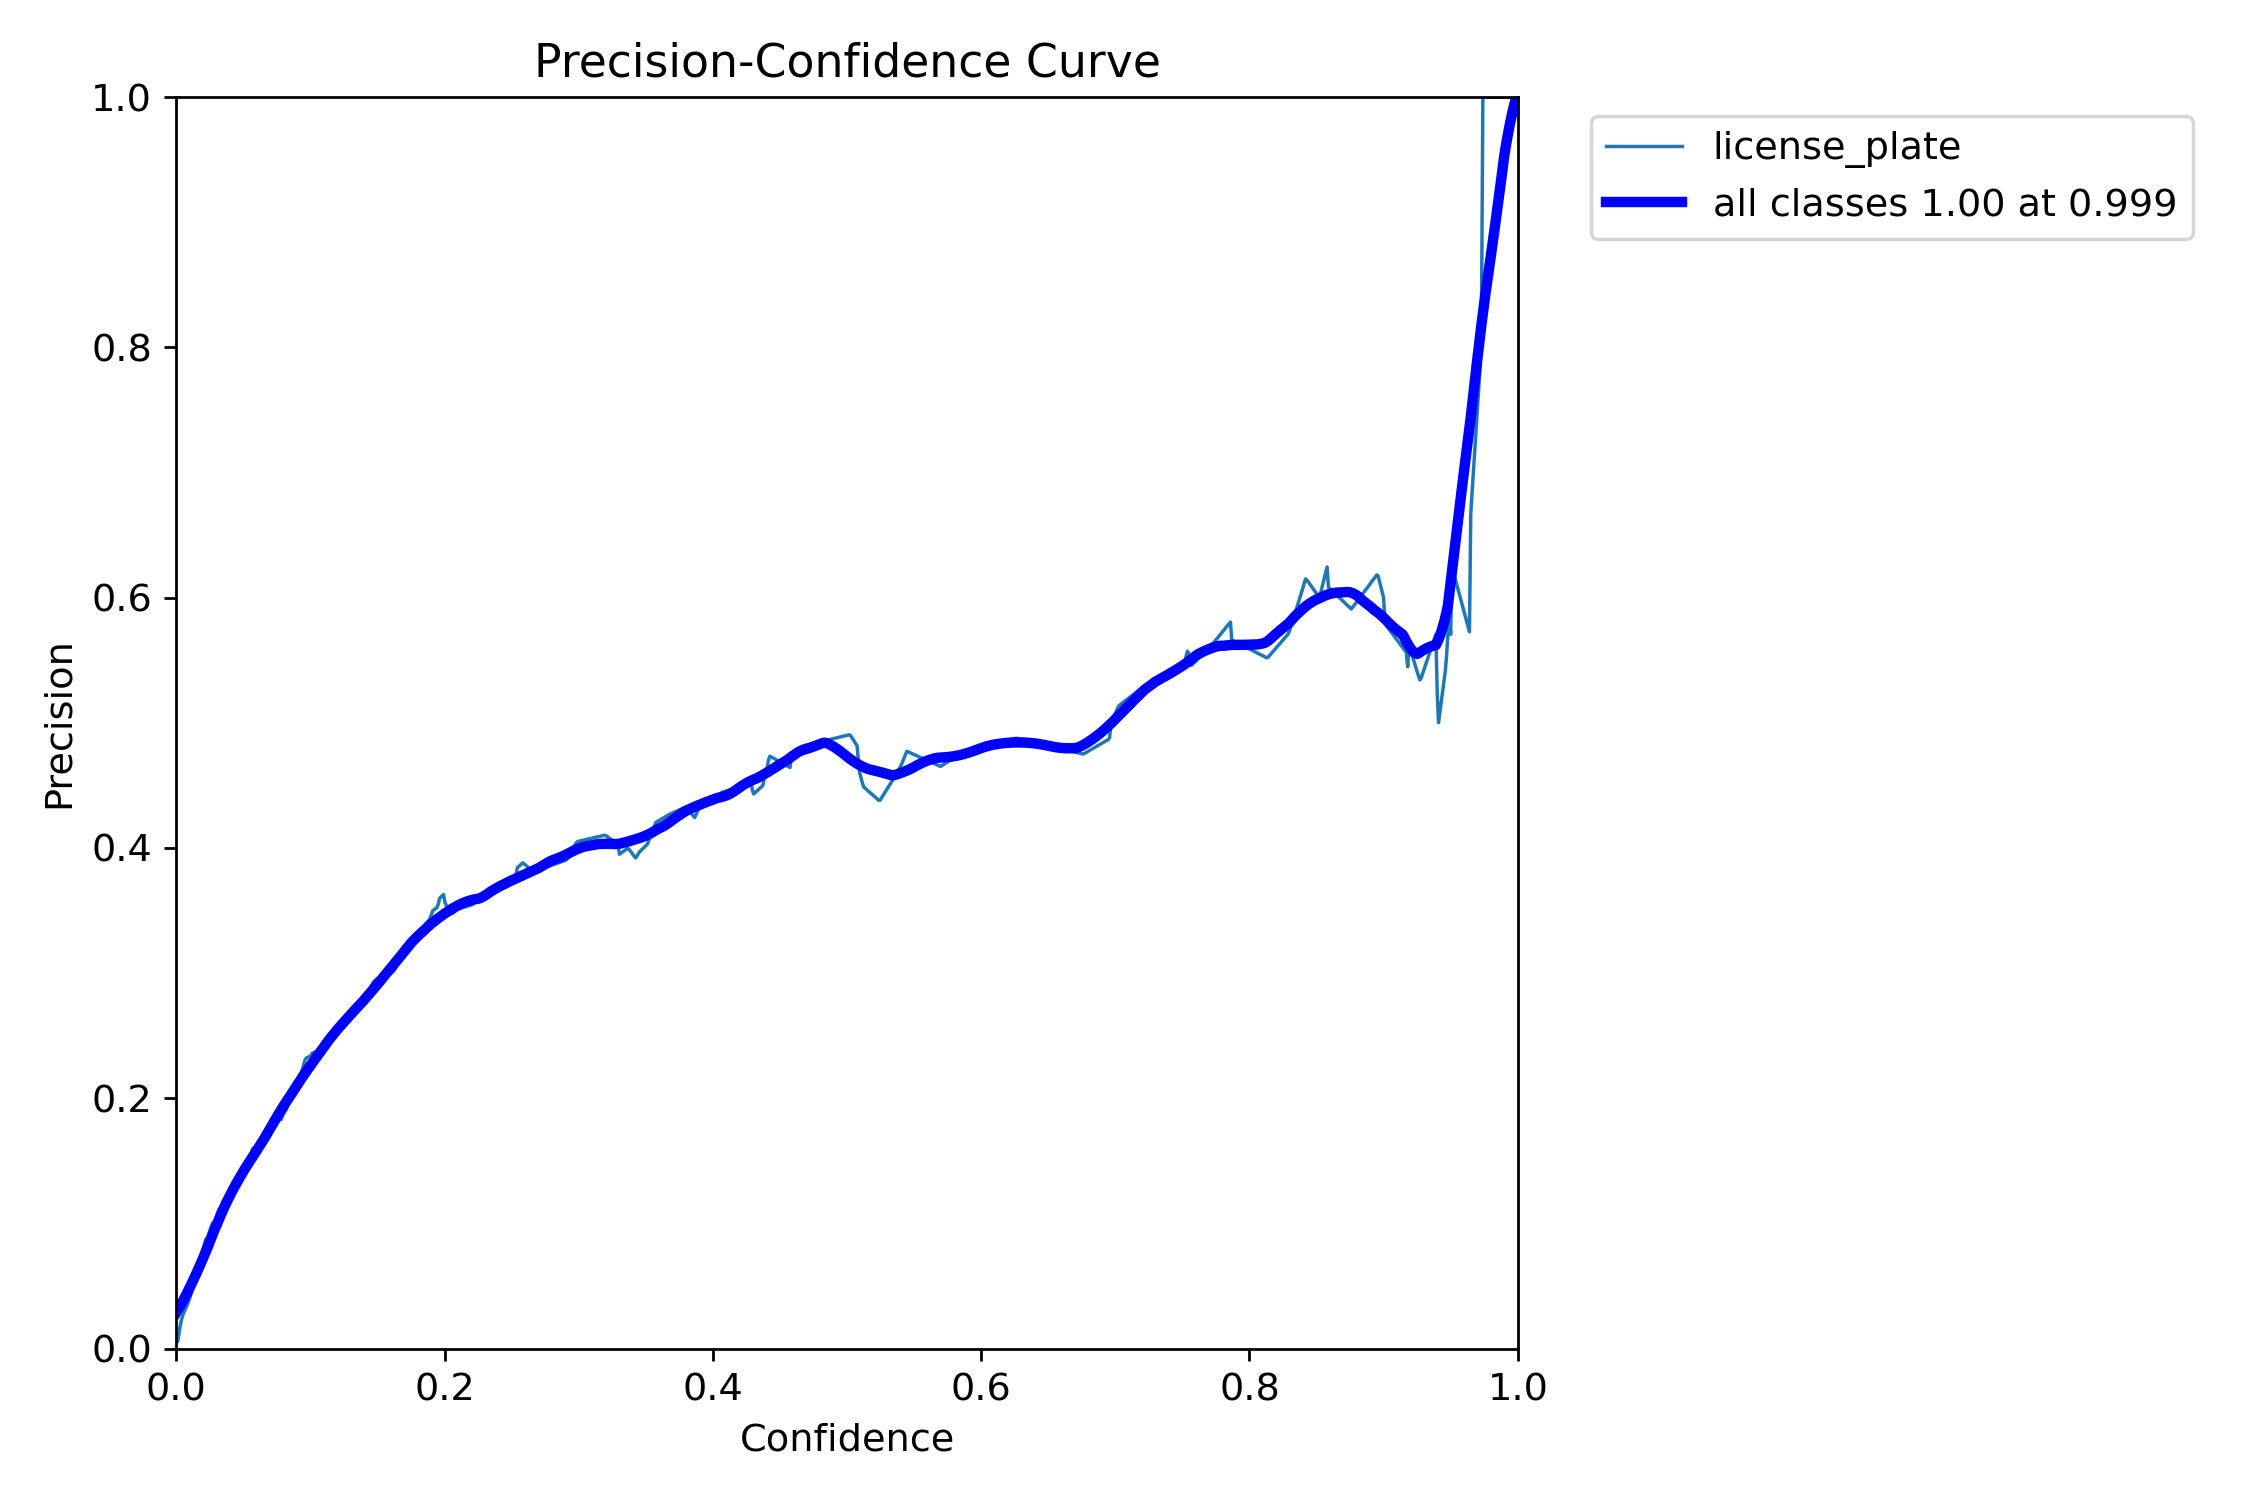 Precision-Confidence Curve
license_plate
all classes 1.00 at 0.999
Precision
1.0
0.8
0.6
0.4
0.2
0.0
0.0 0.2 0.4 0.6 0.8 1.0
Confidence